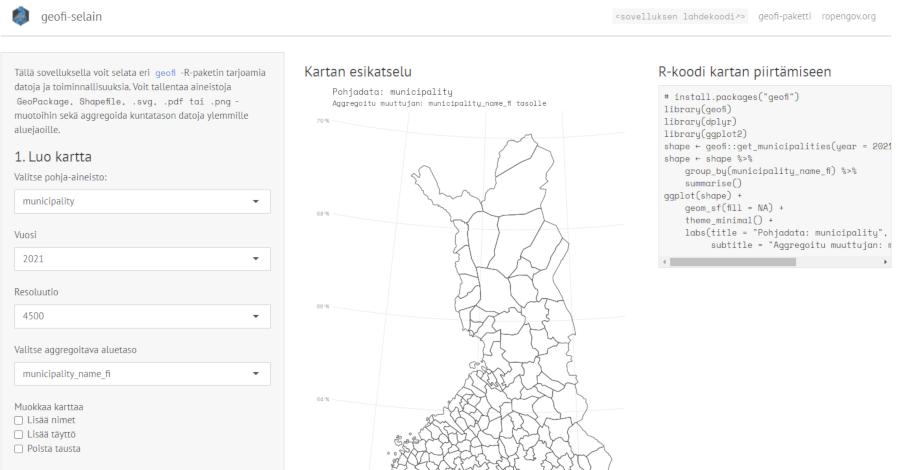 geofi-selain
<sovelluksen lahdekoodi↗> geofi-paketti ropengov.org
Tällä sovelluksella voit selata eri geofi -R-paketin tarjoamia
datoja ja toiminnallisuuksia. Voit tallentaa aineistoja
GeoPackage, Shapefile, .svg, .pdf tai .png -
muotoihin sekä aggregoida kuntatason datoja ylemmille
aluejaoille.
1. Luo kartta
Valitse pohja-aineisto:
municipality
Vuosi
2021
Resoluutio
4500
Valitse aggregoitava aluetaso
municipality_name_fi
Muokkaa karttaa
Lisää nimet
Lisää täyttö
Poista tausta
Kartan esikatselu
Pohjadata: municipality
Aggregoitu muuttujan: municipality_name_fi tasolle
70°N
68°N
66°N
64°N
R-koodi kartan piirtämiseen
# install.packages("geofi")
library(geofi)
library(dplyr)
library(ggplot2)
shape ← geofi::get_municipalities(year = 2021
shape ← shape %>%
group_by(municipality_name_fi) %>%
summarise()
ggplot(shape) +
geom_sf(fill = NA) +
theme_minimal() +
labs(title = "Pohjadata: municipality",
subtitle = "Aggregoitu muuttujan: m